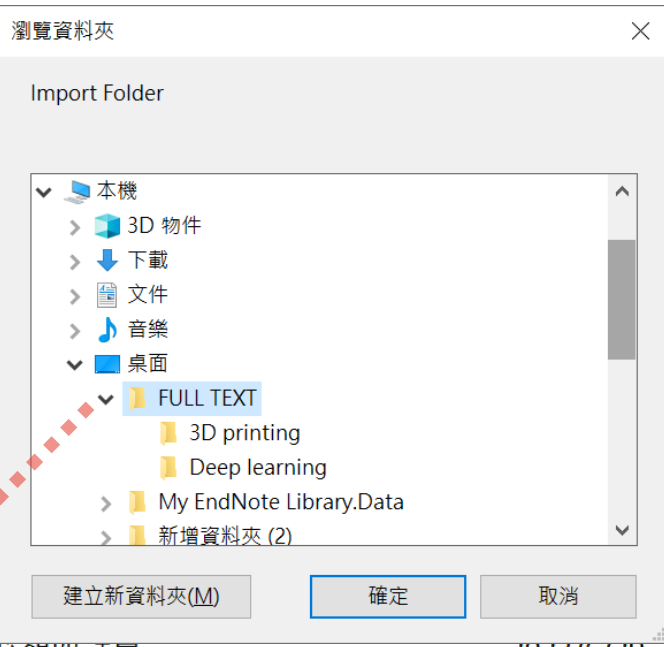 瀏覽資料夾
Import Folder
本機
3D 物件
下載
文件
音樂
桌面
FULL TEXT
3D printing
Deep learning
My EndNote Library.Data
新增資料夾 (2)
建立新資料夾(M)
確定
取消